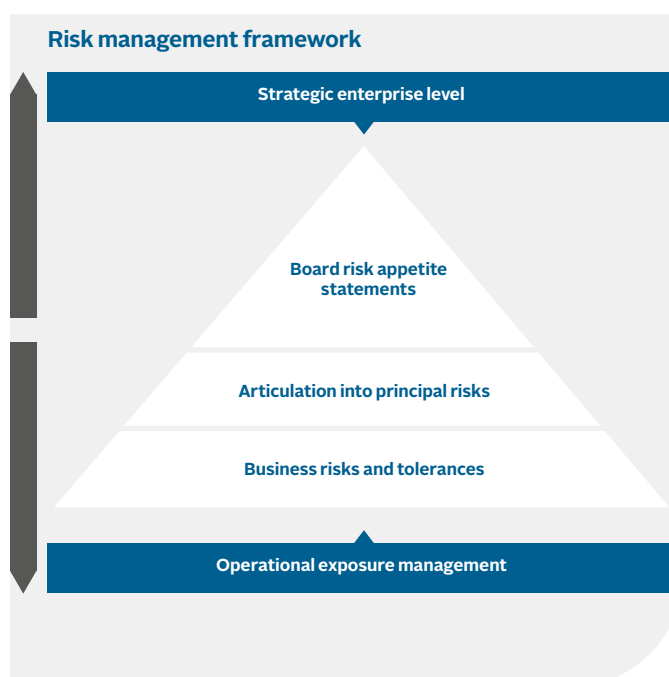 Risk management framework
Strategic enterprise level
Board risk appetite
statements
Articulation into principal risks
Business risks and tolerances
Operational exposure management